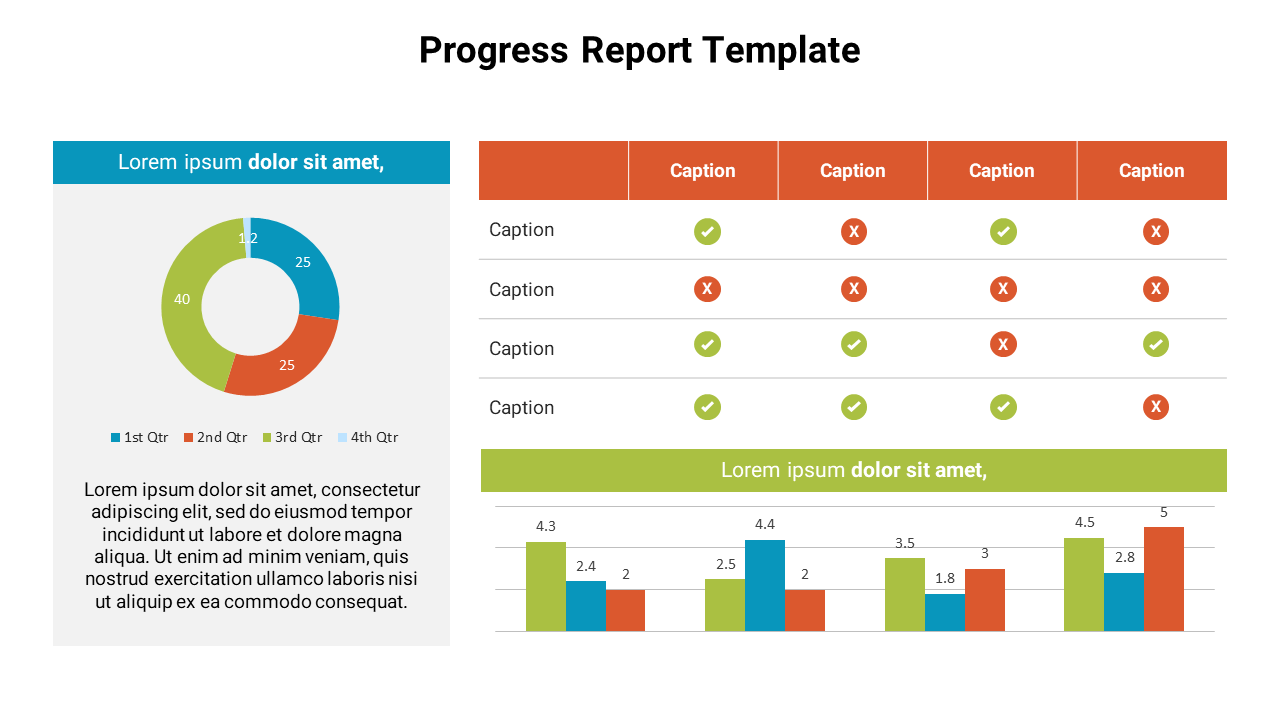 Progress Report Template
Lorem ipsum dolor sit amet,
1.2
25
40
25
1st Qtr 2nd Qtr 3rd Qtr 4th Qtr
Lorem ipsum dolor sit amet, consectetur
adipiscing elit, sed do eiusmod tempor
incididunt ut labore et dolore magna
aliqua. Ut enim ad minim veniam, quis
nostrud exercitation ullamco laboris nisi
ut aliquip ex ea commodo consequat.
Caption Caption Caption Caption
Caption X X
Caption X X X X
Caption X
Caption X
Lorem ipsum dolor sit amet,
4.3 2.4 2 2.5 4.4 2 3.5 1.8 3 4.5 2.8 5